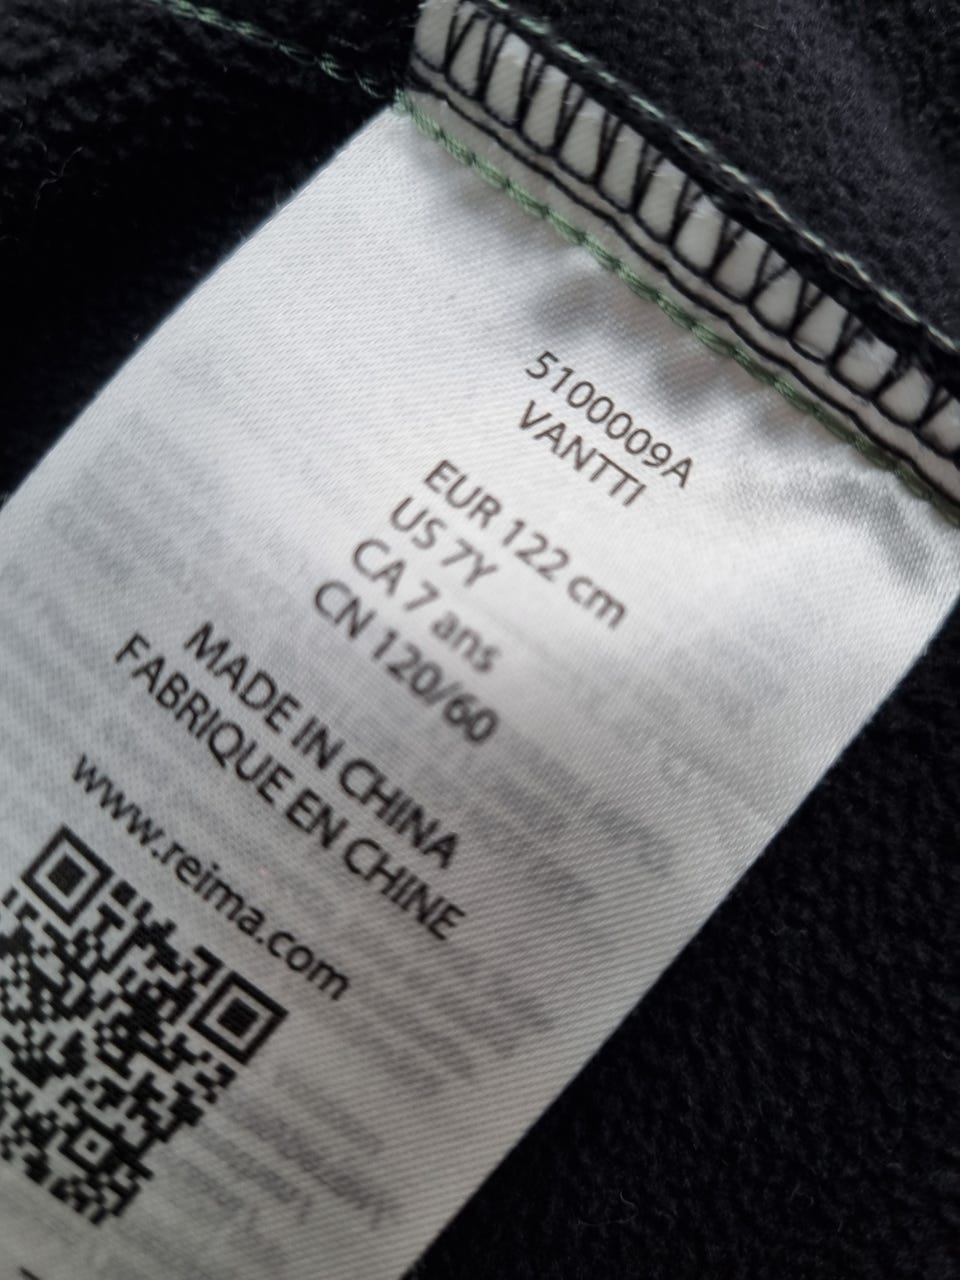 5100009A
VANTTI
EUR 122 cm
US 7Y
CA 7 ans
CN 120/60
MADE IN CHINA
FABRIQUE EN CHINE
www.reima.com